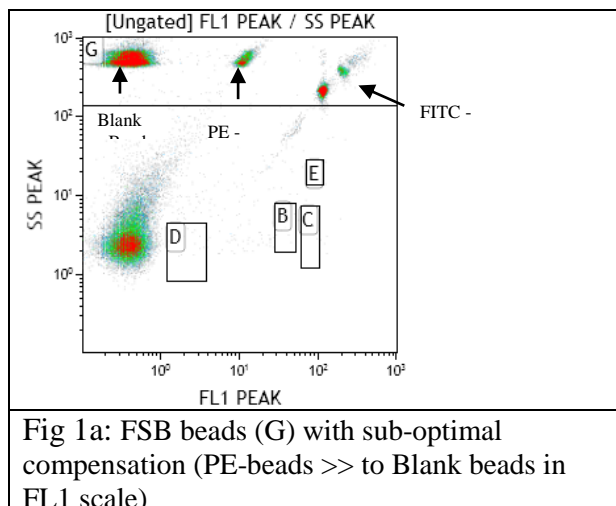 [Ungated] FL1 PEAK / SS PEAK
10³
G
FITC -
10²
Blank
PE -
E
SS PEAK
10¹
B
C
D
10⁰
10⁰ 10¹ 10² 10³
FL1 PEAK
Fig 1a: FSB beads (G) with sub-optimal
compensation (PE-beads >> to Blank beads in
FL1 scale)